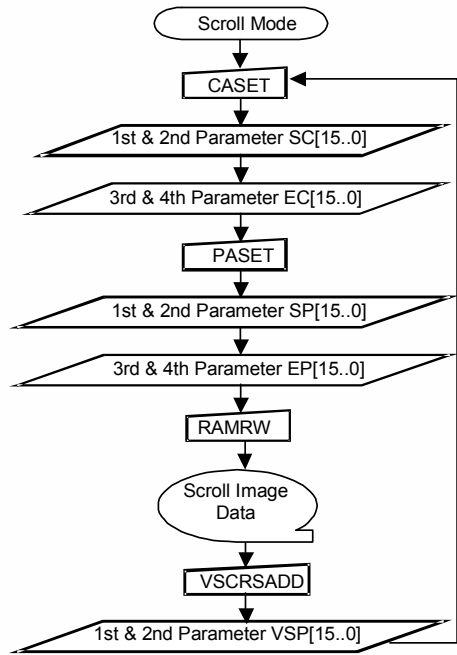 Scroll Mode
CASET
1st & 2nd Parameter SC[15..0]
3rd & 4th Parameter EC[15..0]
PASET
1st & 2nd Parameter SP[15..0]
3rd & 4th Parameter EP[15..0]
RAMRW
Scroll Image
Data
VSCRSADD
1st & 2nd Parameter VSP[15..0]